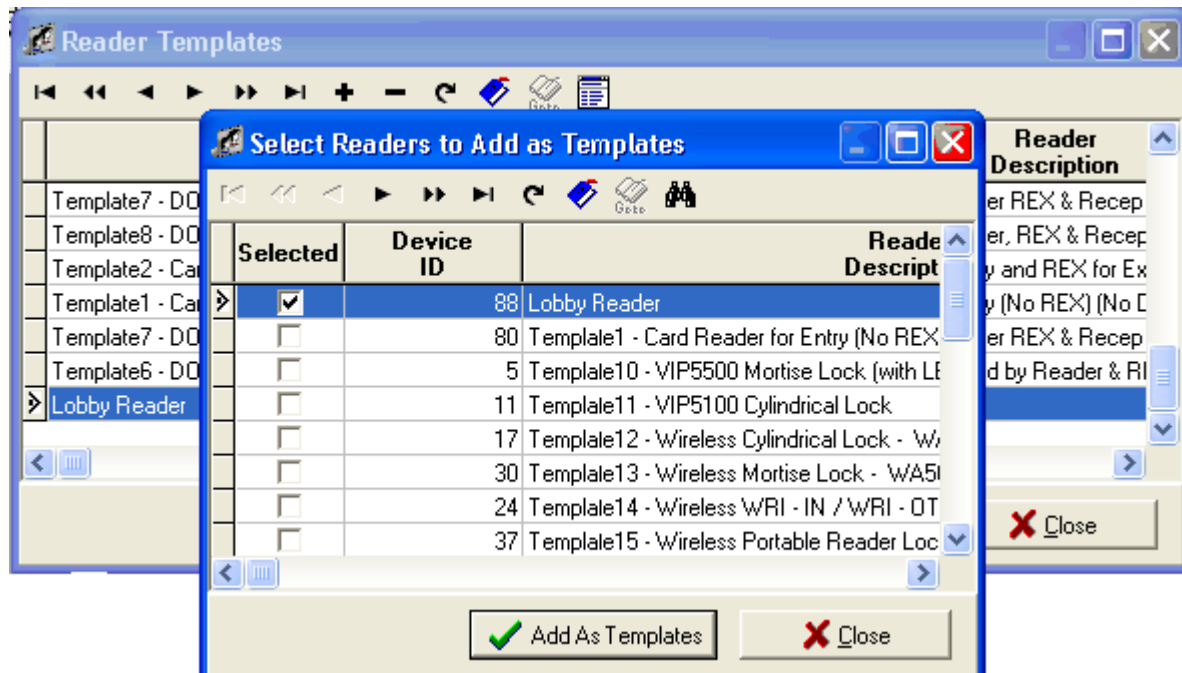 Reader Templates
Goto
Select Readers to Add as Templates
Goto
Reader
Description
Selected
Device
ID
Reade
Descript
Template7 - DO
er REX & Recep
Template8 - DO
er, REX & Recep
Template2 - Car
y and REX for Ex
Template1 - Car
y (No REX) (No D
Template7 - DO
er REX & Recep
Template6 - DO
d by Reader & RI
Lobby Reader
88 Lobby Reader
80 Template1 - Card Reader for Entry (No REX
5 Template10 - VIP5500 Mortise Lock (with LE
11 Template11 - VIP5100 Cylindrical Lock
17 Template12 - Wireless Cylindrical Lock - WA
30 Template13 - Wireless Mortise Lock - WA50
24 Template14 - Wireless WRI - IN / WRI - OT
37 Template15 - Wireless Portable Reader Loc
Close
Add As Templates
Close